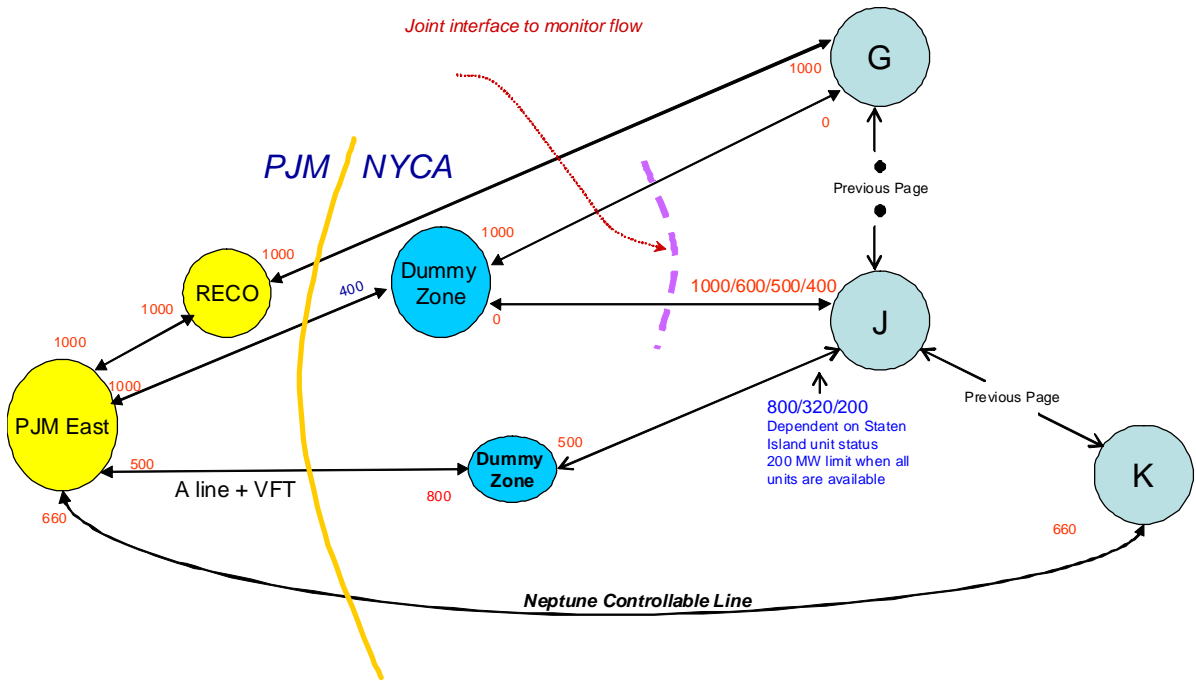 Joint interface to monitor flow
G
1000
0
PJM
NYCA
Previous Page
1000
1000
Dummy
Zone
RECO
400
1000/600/500/400
1000
0
J
1000
1000
PJM East
Previous Page
800/320/200
Dependent on Staten
Island unit status
200 MW limit when all
units are available
500
Dummy
Zone
500
A line + VFT
800
K
660
660
Neptune Controllable Line